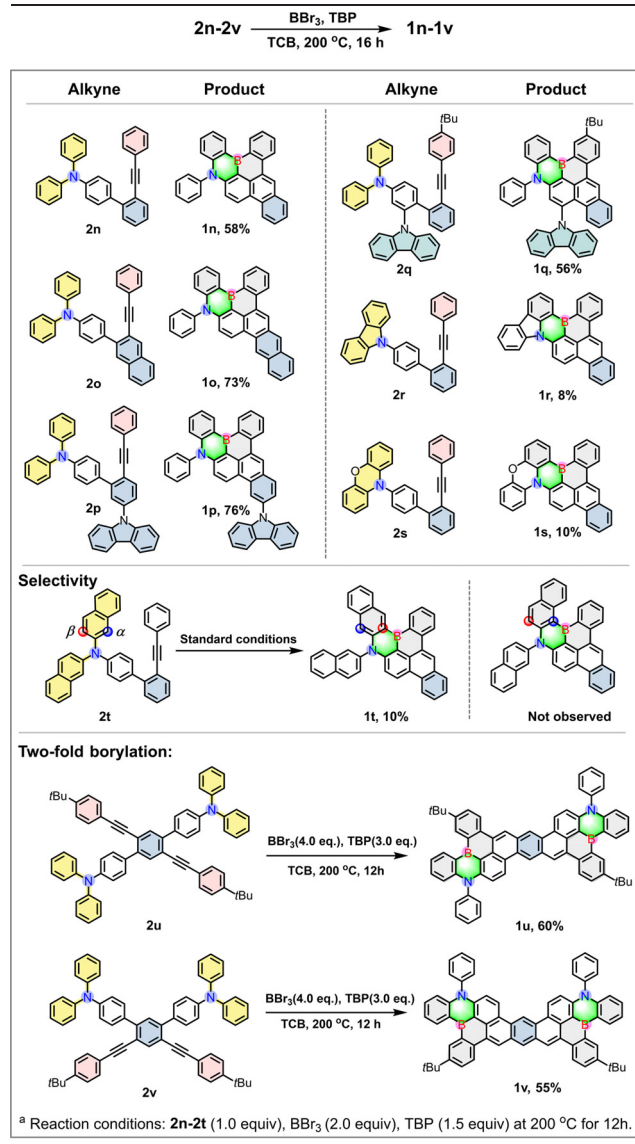 BBr₃, TBP
2n-2v 1n-1v
TCB, 200 ºC, 16 h
Alkyne Product Alkyne Product
N
2n
N B
1n, 58%
tBu
N
N
2q
tBu
B
N
N
1q, 56%
N
2o
B
N
1o, 73%
N
2r
B
N
1r, 8%
N
N
2p
B
N
N
1p, 76%
O
N
2s
O B
N
1s, 10%
Selectivity
β α
N
2t
Standard conditions
B
N
1t, 10%
B
N
Not observed
Two-fold borylation:
tBu
N
N
tBu
2u
BBr₃(4.0 eq.), TBP(3.0 eq.)
TCB, 200 ºC, 12h
tBu
N
B
B
N
tBu
1u, 60%
N N
tBu tBu
2v
BBr₃(4.0 eq.), TBP(3.0 eq.)
TCB, 200 ºC, 12 h
N N
B B
tBu tBu
1v, 55%
ᵃ Reaction conditions: 2n-2t (1.0 equiv), BBr₃ (2.0 equiv), TBP (1.5 equiv) at 200 ºC for 12h.